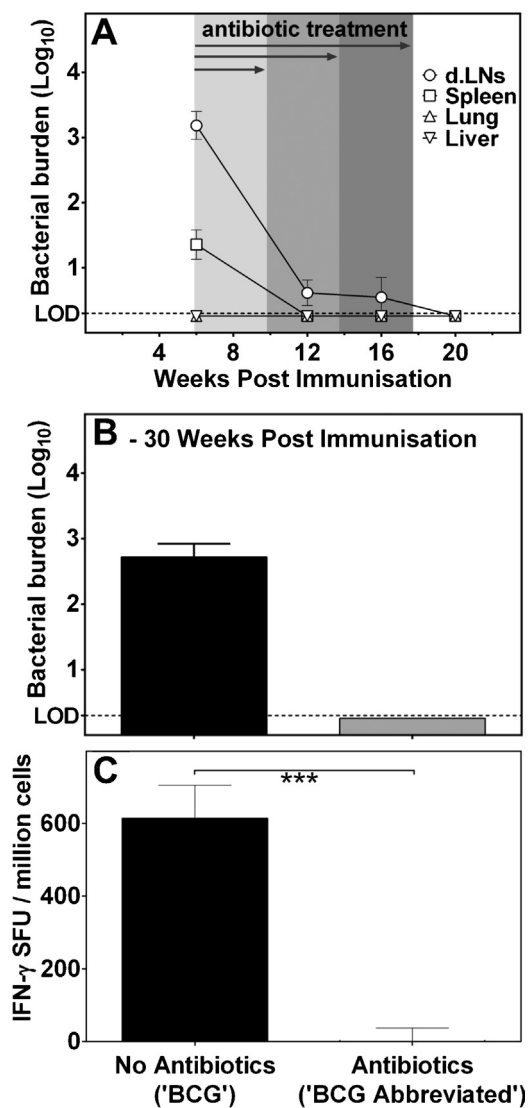 A
antibiotic treatment
d.LNs
Spleen
Lung
Liver
Bacterial burden (Log10)
4
3
2
1
LOD
4 8 12 16 20
Weeks Post Immunisation
B - 30 Weeks Post Immunisation
Bacterial burden (Log10)
4
3
2
1
LOD
C
***
IFN-γ SFU / million cells
600
400
200
0
No Antibiotics Antibiotics
('BCG') ('BCG Abbreviated')